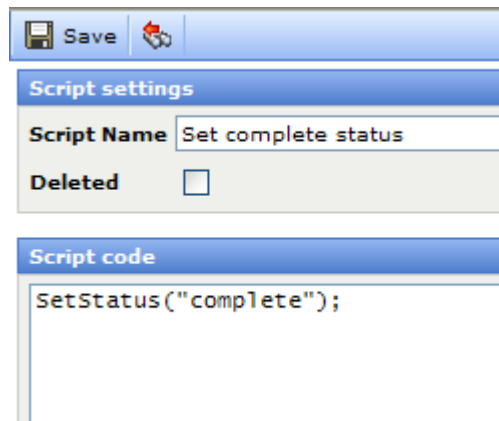 Save
Script settings
Script Name Set complete status
Deleted
Script code
SetStatus("complete");